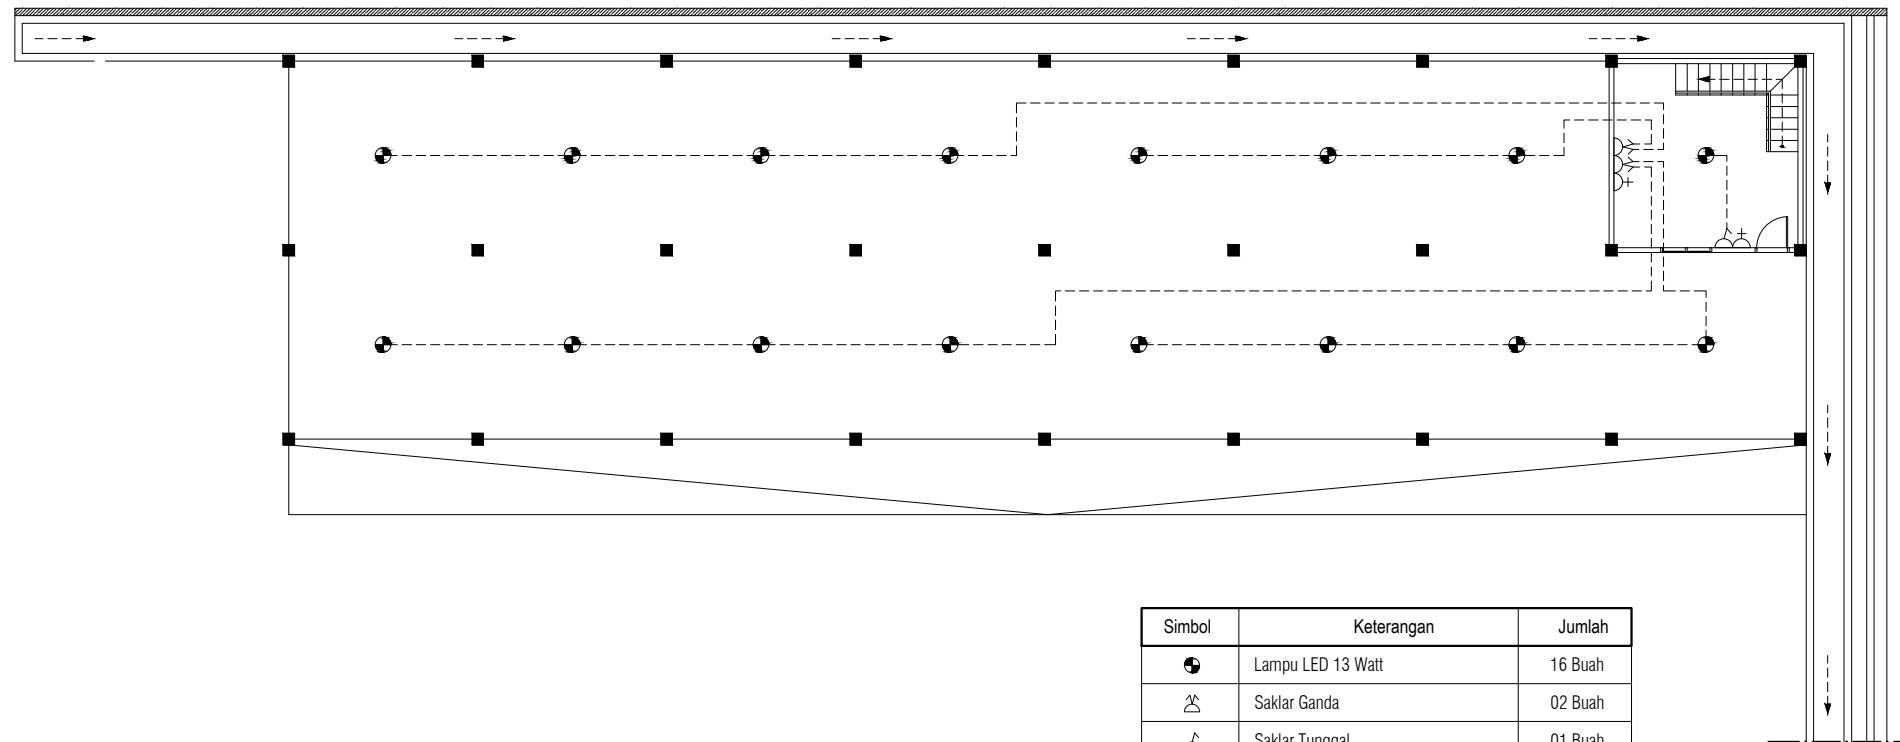 Simbol Keterangan Jumlah
Lampu LED 13 Watt 16 Buah
Saklar Ganda 02 Buah
Saklar Tunggal 01 Buah